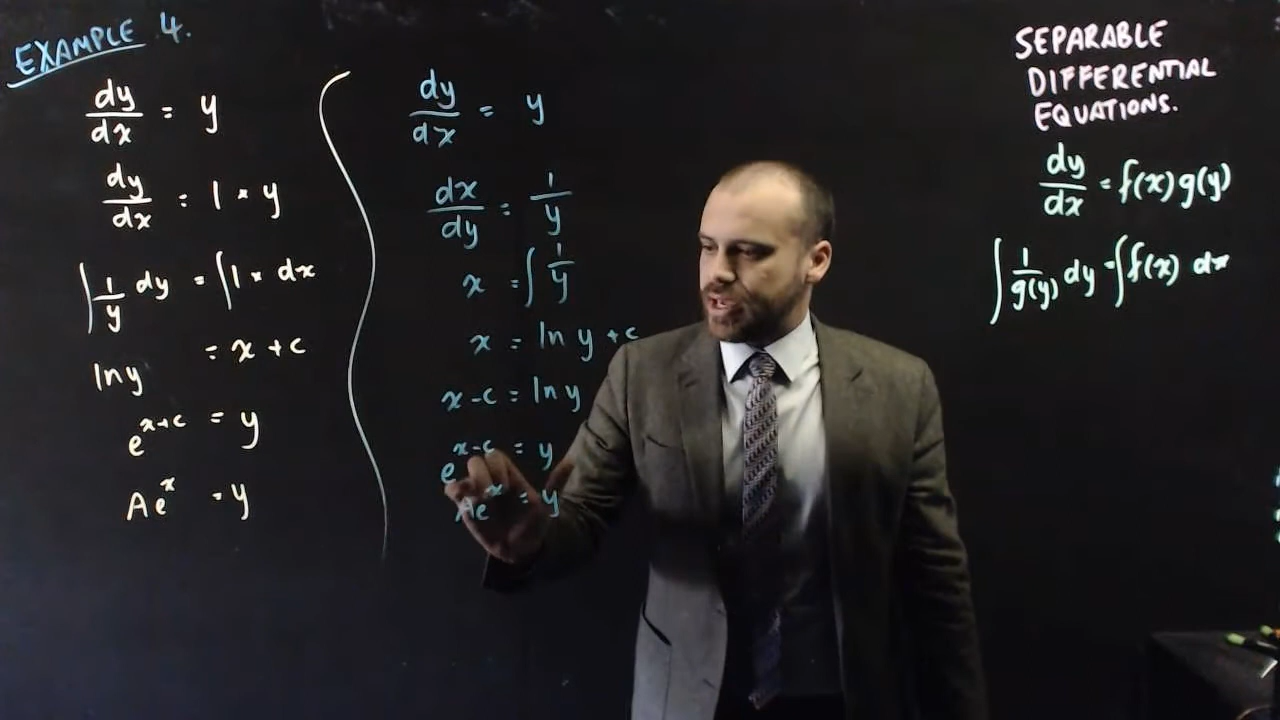 EXAMPLE 4.
dy/dx = y
dy/dx = 1 × y
∫ 1/y dy = ∫ 1 × dx
ln y = x + c
e^(x+c) = y
Ae^x = y
dy/dx = y
dx/dy = 1/y
x = ∫ 1/y
x = ln y + c
x - c = ln y
e^(x-c) = y
Ae^x = y
SEPARABLE
DIFFERENTIAL
EQUATIONS.
dy/dx = f(x) g(y)
∫ 1/g(y) dy = ∫ f(x) dx